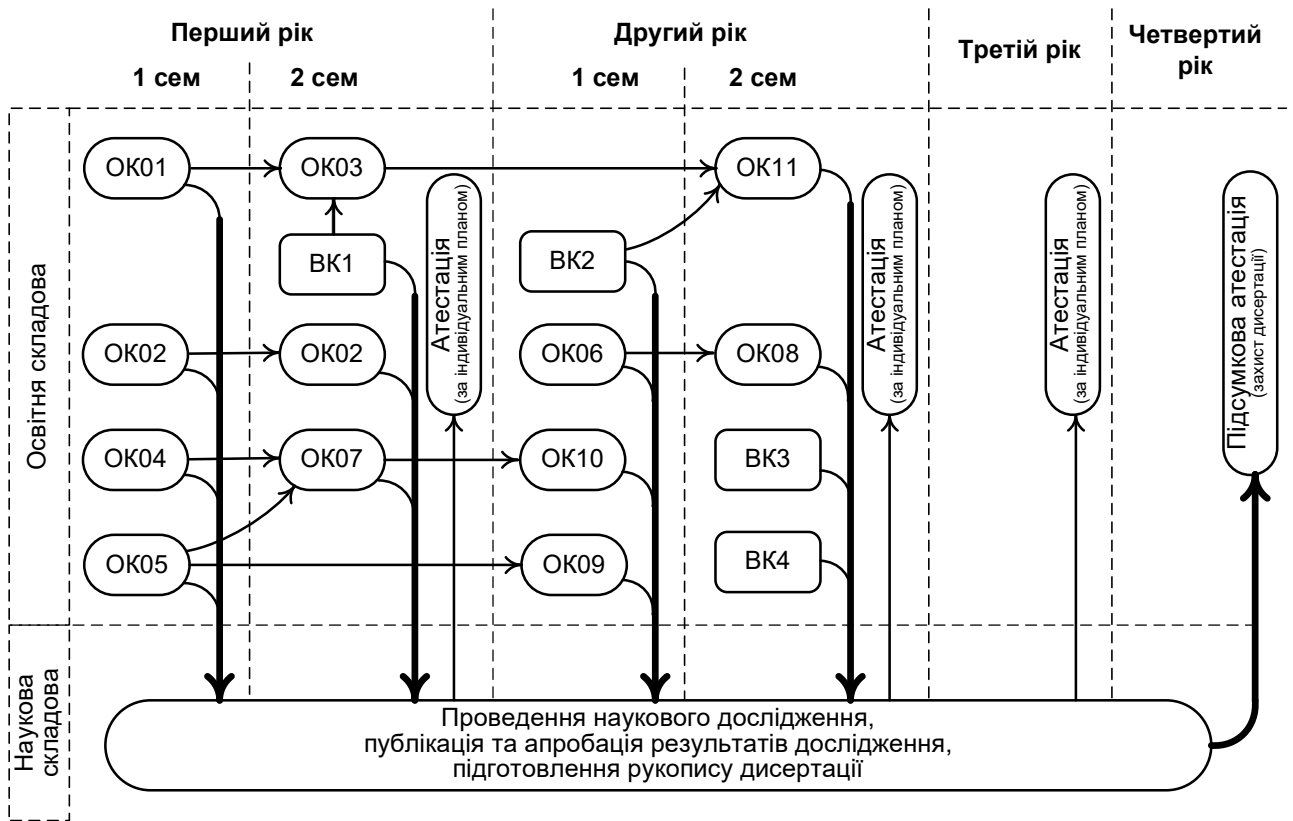 Перший рік
Другий рік
Третій рік
Четвертий
рік
1 сем
2 сем
1 сем
2 сем
Освітня складова
ОК01
ОК03
ОК11
ВК1
ВК2
ОК02
ОК02
ОК06
ОК08
ОК04
ОК07
ОК10
ВК3
ОК05
ОК09
ВК4
Атестація
(за індивідуальним планом)
Атестація
(за індивідуальним планом)
Атестація
(за індивідуальним планом)
Підсумкова атестація
(захист дисертації)
Наукова
складова
Проведення наукового дослідження,
публікація та апробація результатів дослідження,
підготовлення рукопису дисертації